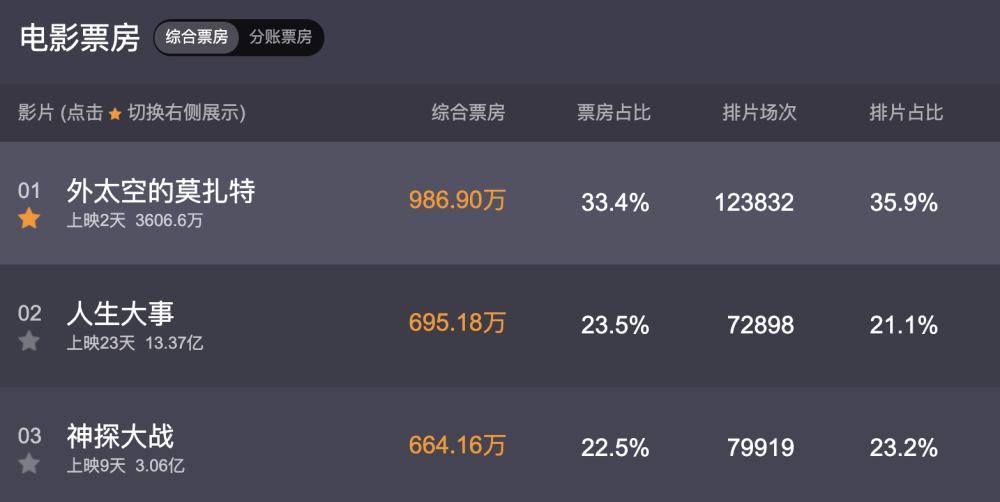 电影票房 综合票房 分账票房
影片 (点击 ★ 切换右侧展示) 综合票房 票房占比 排片场次 排片占比
01 外太空的莫扎特 986.90万 33.4% 123832 35.9%
上映2天 3606.6万
02 人生大事 695.18万 23.5% 72898 21.1%
上映23天 13.37亿
03 神探大战 664.16万 22.5% 79919 23.2%
上映9天 3.06亿